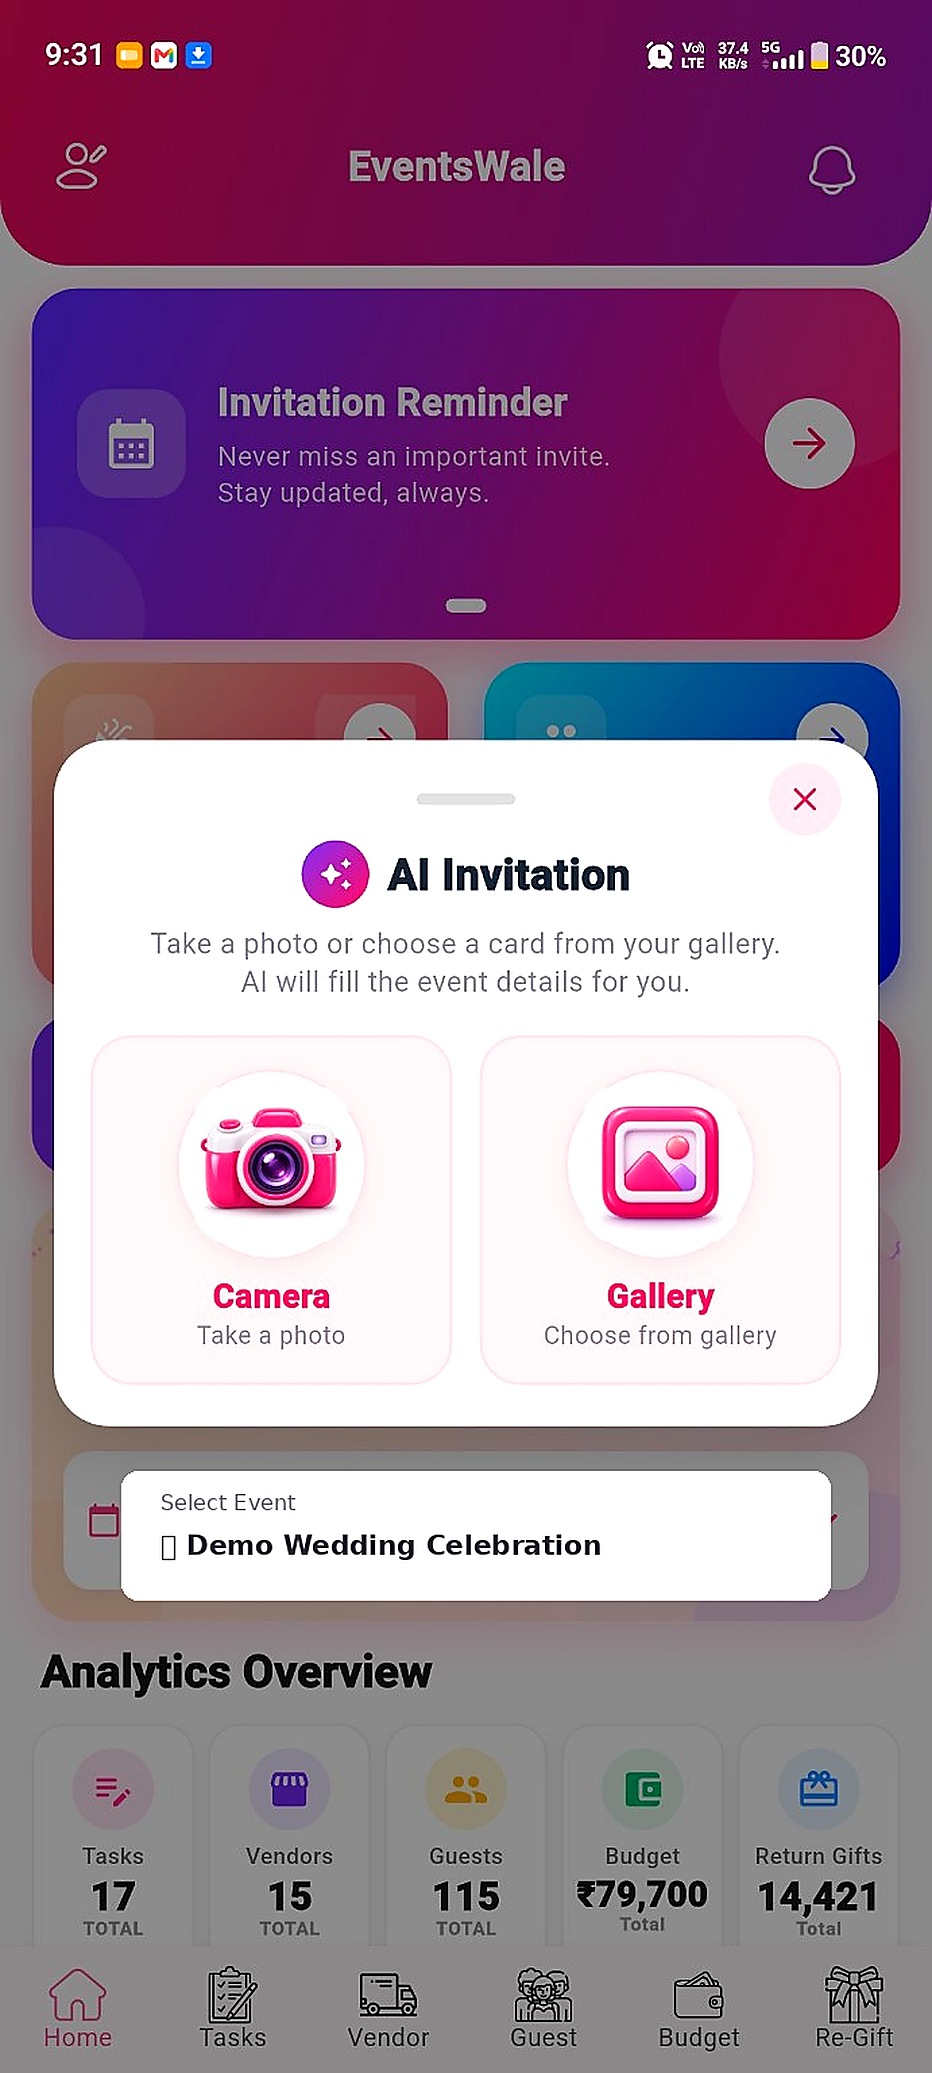 9:31
Vo) LTE
37.4 KB/s
5G
30%
EventsWale
Invitation Reminder
Never miss an important invite.
Stay updated, always.
AI Invitation
Take a photo or choose a card from your gallery.
AI will fill the event details for you.
Camera
Take a photo
Gallery
Choose from gallery
Select Event
Demo Wedding Celebration
Analytics Overview
Tasks
17
TOTAL
Vendors
15
TOTAL
Guests
115
TOTAL
Budget
₹79,700
Total
Return Gifts
14,421
Total
Home
Tasks
Vendor
Guest
Budget
Re-Gift